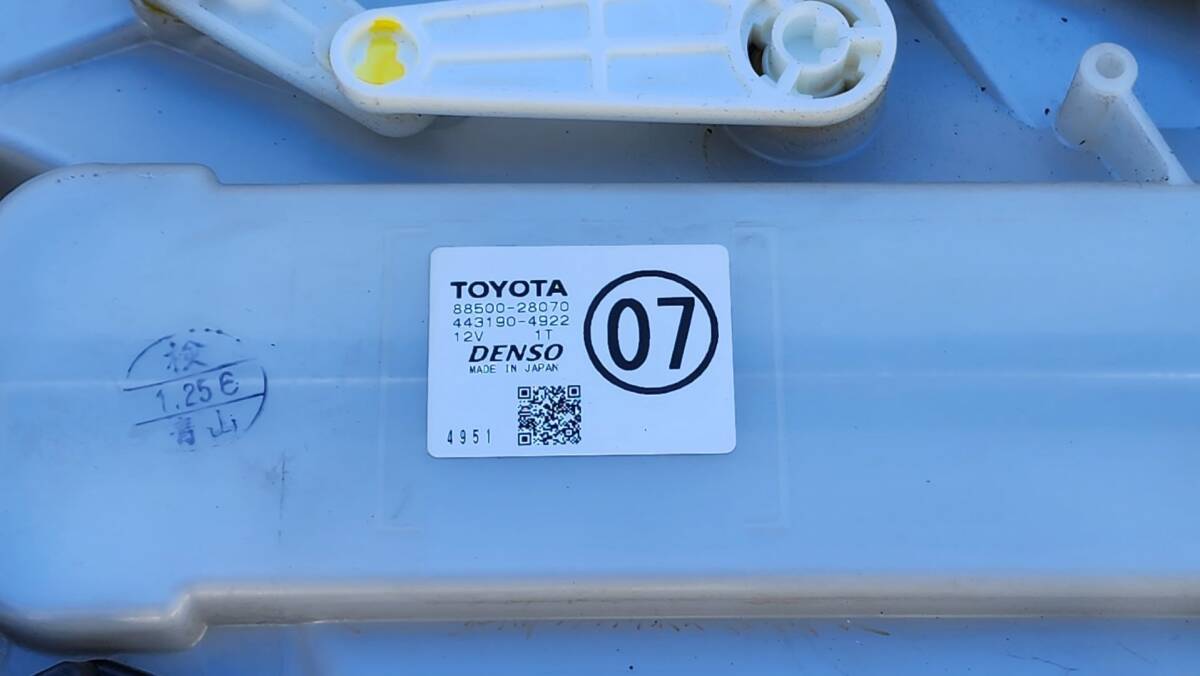 TOYOTA
88500-28070
443190-4922
12V 1T
DENSO
MADE IN JAPAN
4951
07
検
1.25
青山